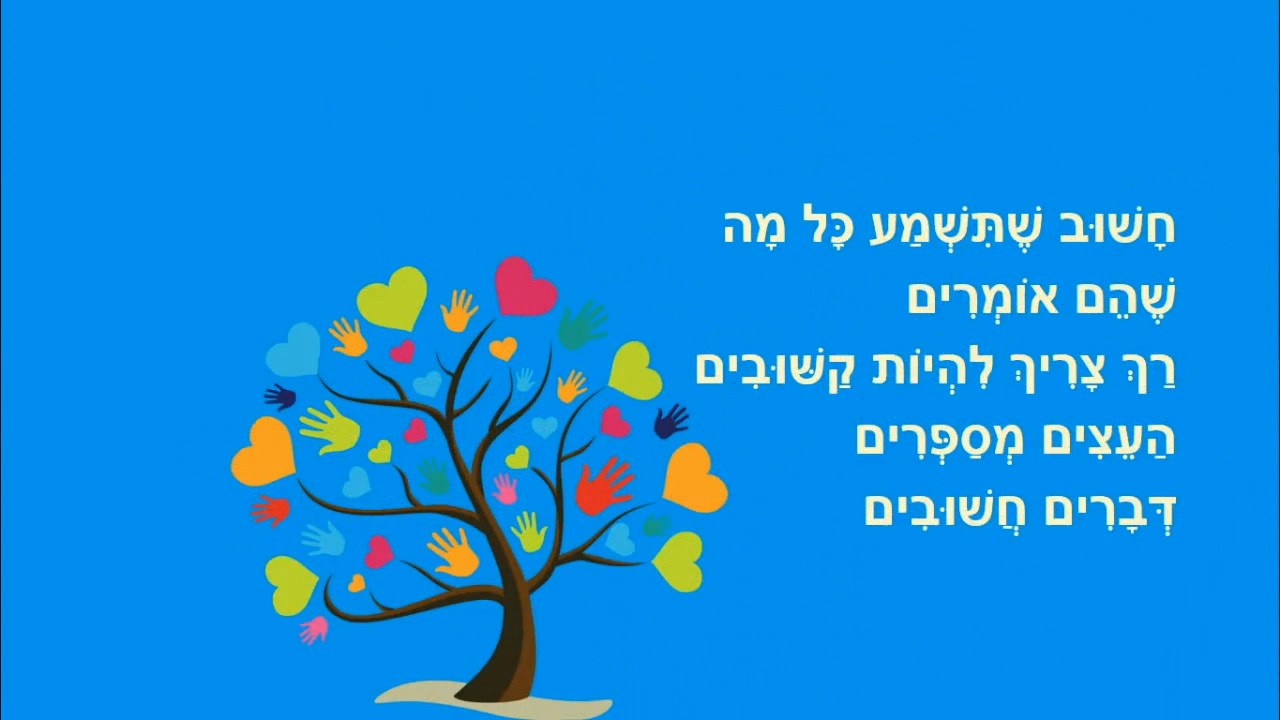 חָשׁוּב שֶׁתִּשְׁמַע כָּל מָה
שֶׁהֵם אוֹמְרִים
רַךְ צָרִיךְ לִהְיוֹת קַשּׁוּבִים
הַעֵצִים מְסַפְּרִים
דְּבָרִים חֲשׁוּבִים